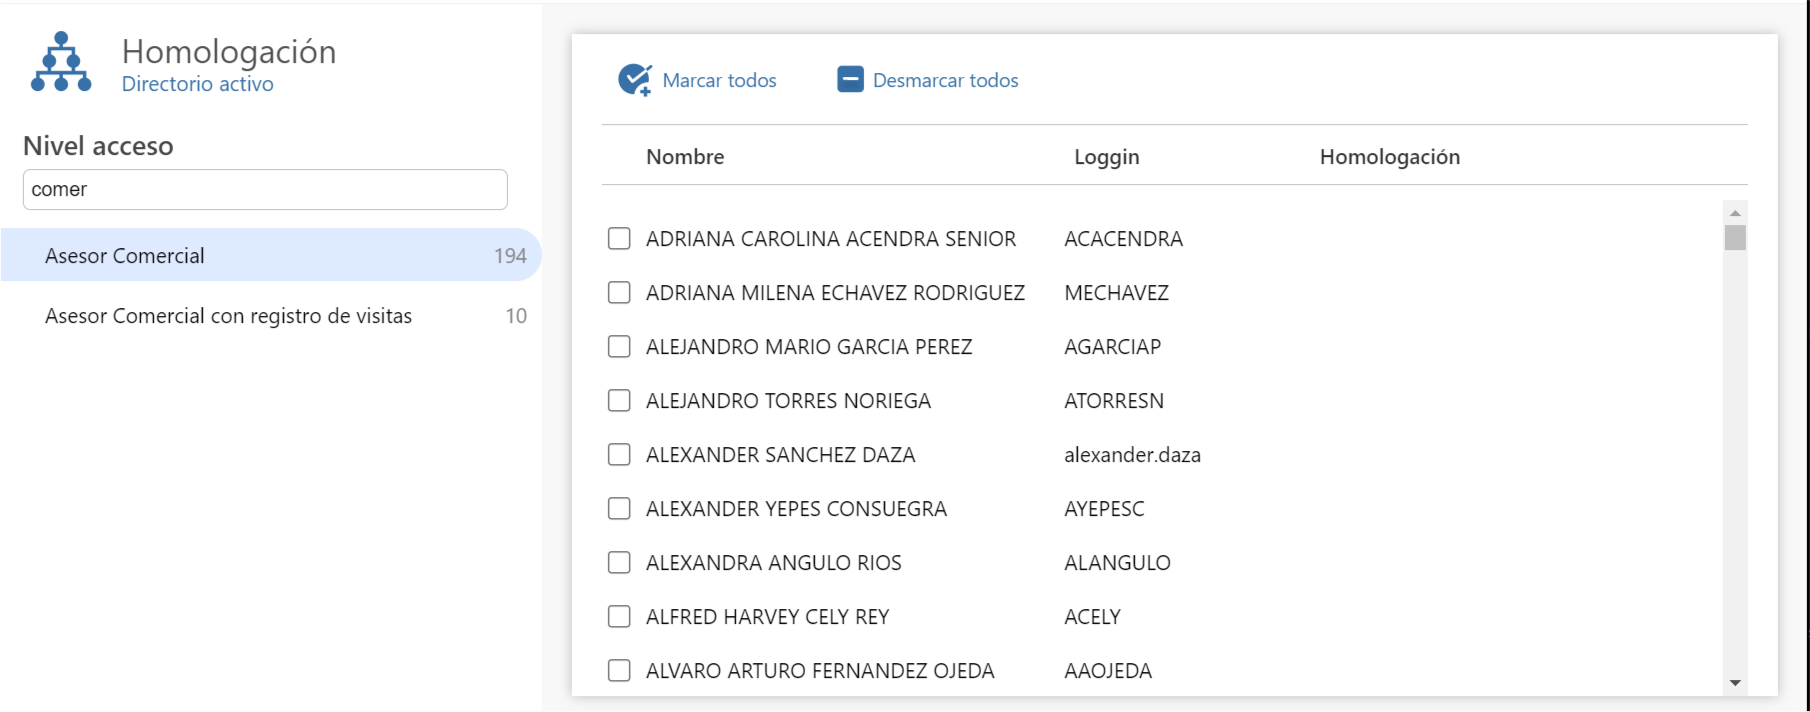 Homologación
Directorio activo
Nivel acceso
comer
Asesor Comercial 194
Asesor Comercial con registro de visitas 10
Marcar todos Desmarcar todos
Nombre Loggin Homologación
ADRIANA CAROLINA ACENDRA SENIOR ACACENDRA
ADRIANA MILENA ECHAVEZ RODRIGUEZ MECHAVEZ
ALEJANDRO MARIO GARCIA PEREZ AGARCIAP
ALEJANDRO TORRES NORIEGA ATORRESN
ALEXANDER SANCHEZ DAZA alexander.daza
ALEXANDER YEPES CONSUEGRA AYEPESC
ALEXANDRA ANGULO RIOS ALANGULO
ALFRED HARVEY CELY REY ACELY
ALVARO ARTURO FERNANDEZ OJEDA AAOJEDA